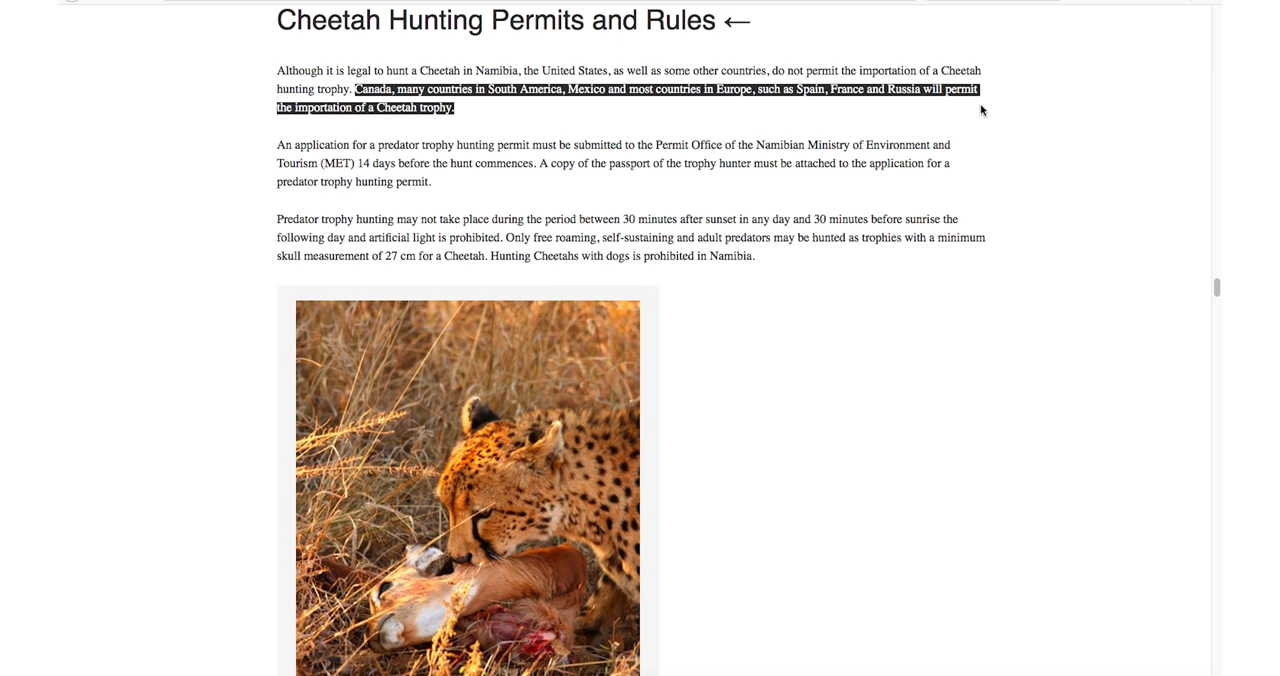 Cheetah Hunting Permits and Rules ←
Although it is legal to hunt a Cheetah in Namibia, the United States, as well as some other countries, do not permit the importation of a Cheetah
hunting trophy. Canada, many countries in South America, Mexico and most countries in Europe, such as Spain, France and Russia will permit
the importation of a Cheetah trophy.
An application for a predator trophy hunting permit must be submitted to the Permit Office of the Namibian Ministry of Environment and
Tourism (MET) 14 days before the hunt commences. A copy of the passport of the trophy hunter must be attached to the application for a
predator trophy hunting permit.
Predator trophy hunting may not take place during the period between 30 minutes after sunset in any day and 30 minutes before sunrise the
following day and artificial light is prohibited. Only free roaming, self-sustaining and adult predators may be hunted as trophies with a minimum
skull measurement of 27 cm for a Cheetah. Hunting Cheetahs with dogs is prohibited in Namibia.